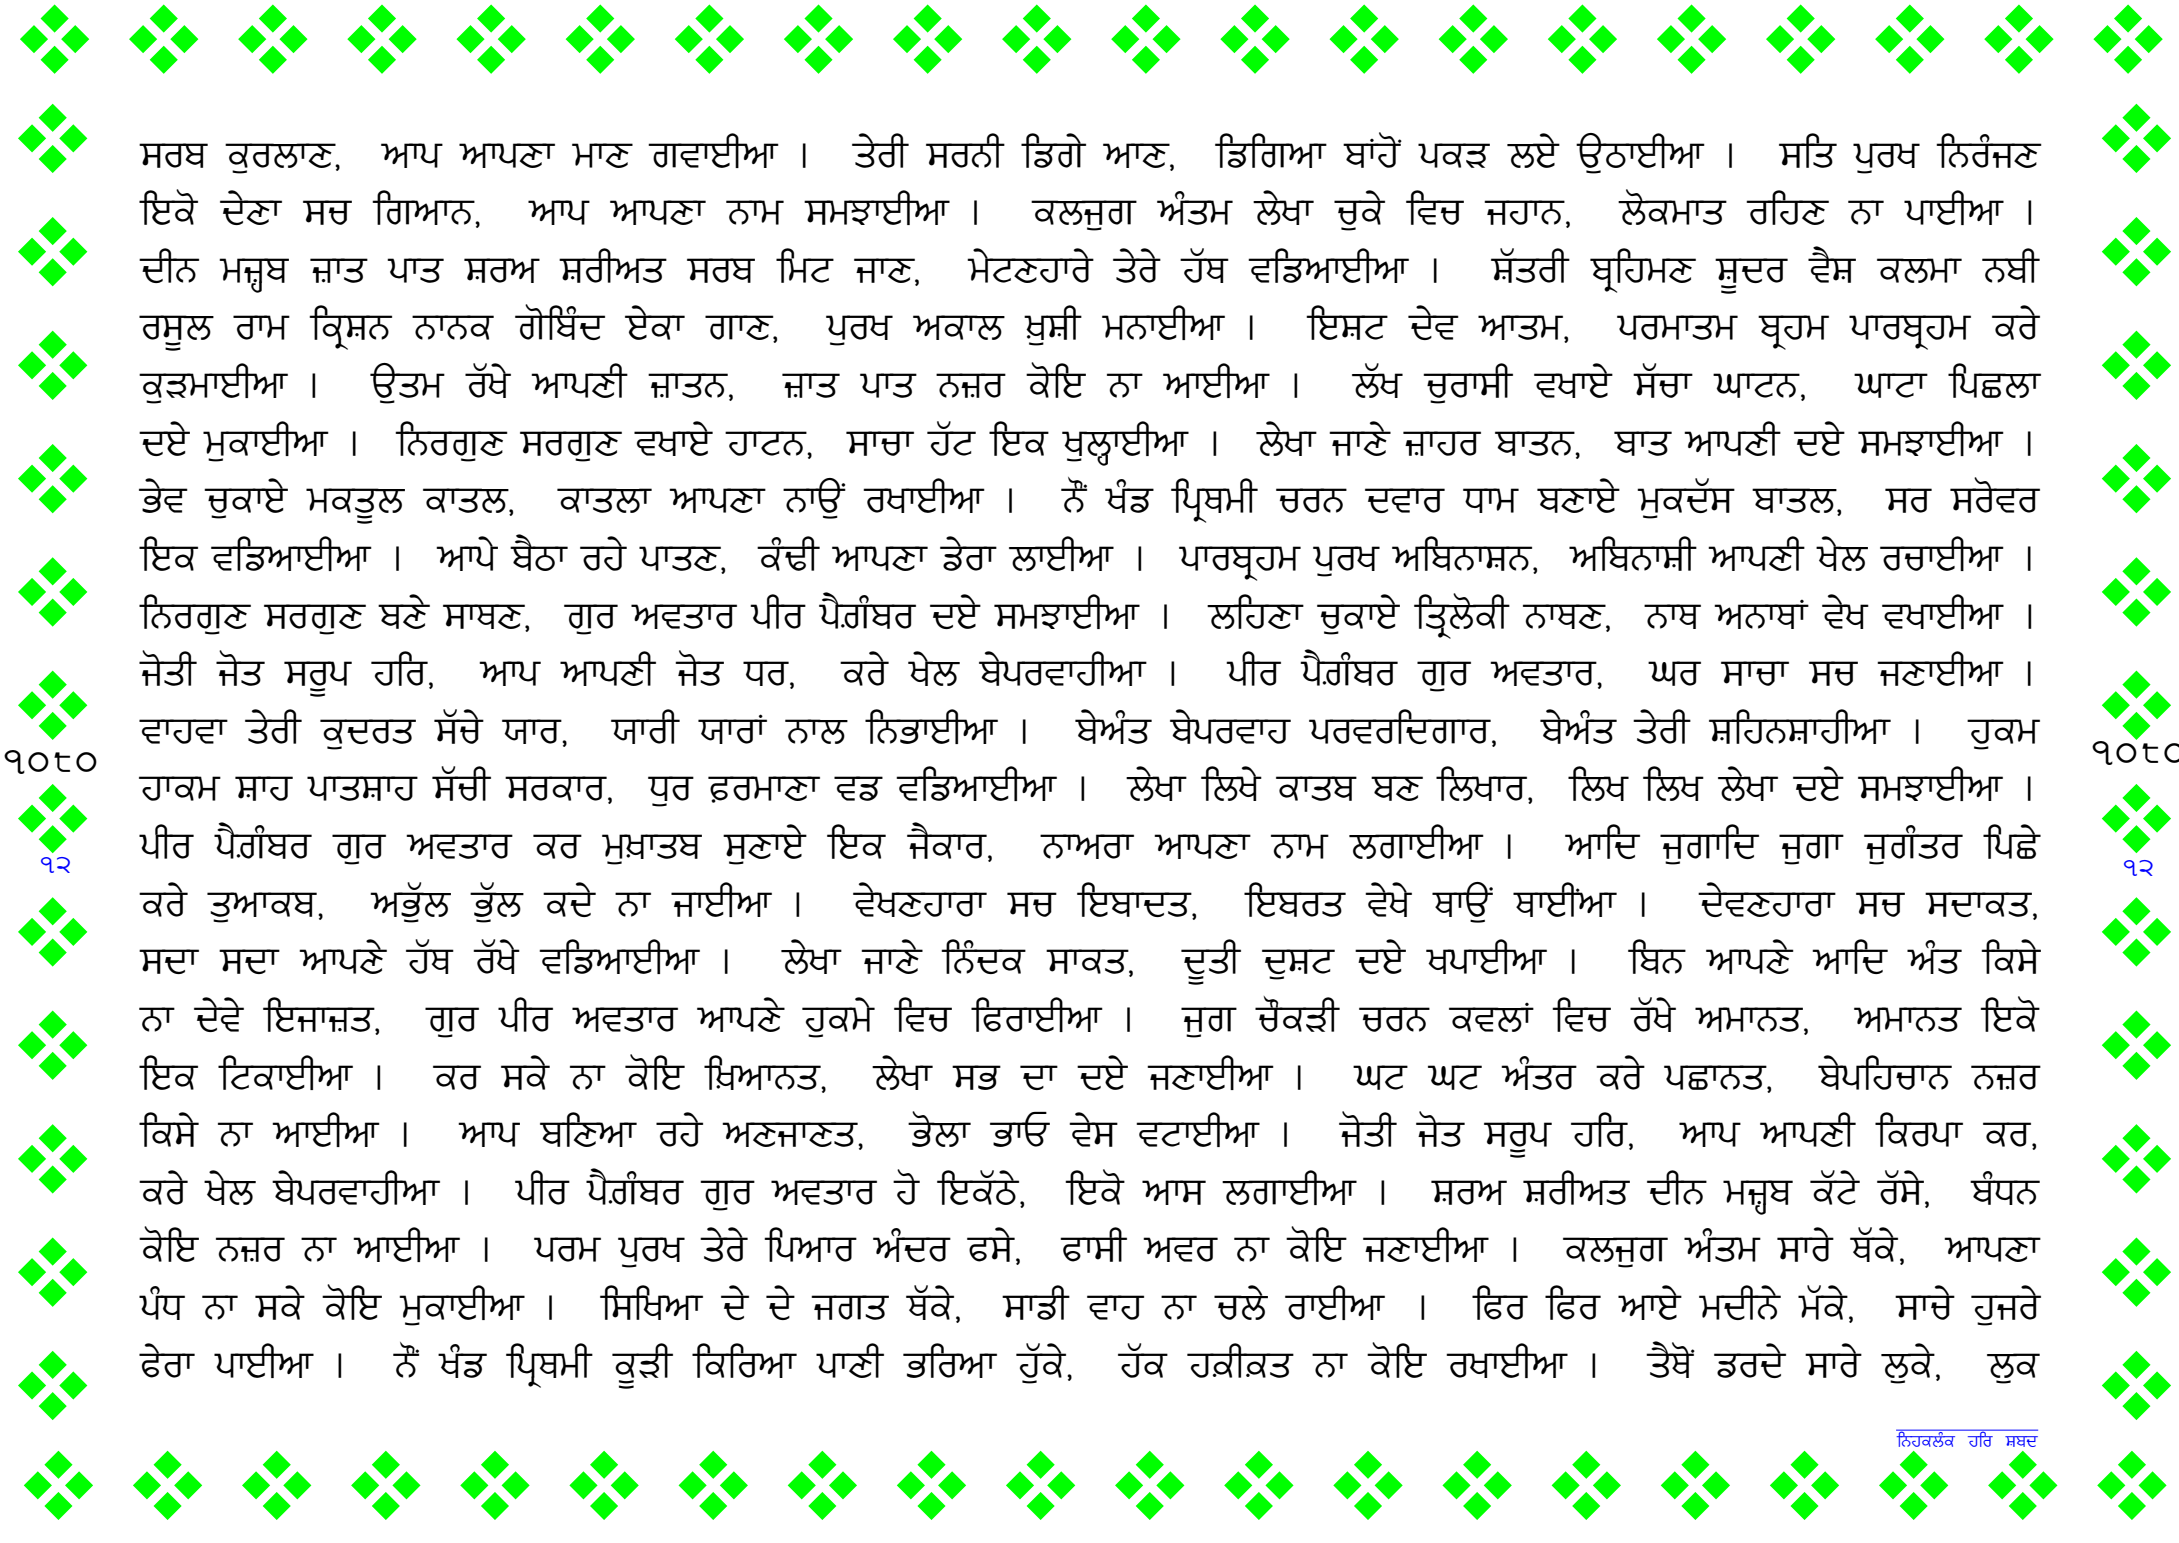 ਸਰਬ ਕੁਰਲਾਣ, ਆਪ ਆਪਣਾ ਮਾਣ ਗਵਾਈਆ । ਤੇਰੀ ਸਰਨੀ ਡਿਗੇ ਆਣ, ਡਿਗਿਆ ਬਾਂਹੋਂ ਪਕੜ ਲਏ ਉਠਾਈਆ । ਸਤਿ ਪੁਰਖ ਨਿਰੰਜਣ
ਇਕੋ ਦੇਣਾ ਸਚ ਗਿਆਨ, ਆਪ ਆਪਣਾ ਨਾਮ ਸਮਝਾਈਆ । ਕਲਜੁਗ ਅੰਤਮ ਲੇਖਾ ਚੁਕੇ ਵਿਚ ਜਹਾਨ, ਲੋਕਮਾਤ ਰਹਿਣ ਨਾ ਪਾਈਆ ।
ਦੀਨ ਮਜ਼੍ਹਬ ਜ਼ਾਤ ਪਾਤ ਸ਼ਰਅ ਸ਼ਰੀਅਤ ਸਰਬ ਮਿਟ ਜਾਣ, ਮੇਟਣਹਾਰੇ ਤੇਰੇ ਹੱਥ ਵਡਿਆਈਆ । ਸ਼ੱਤਰੀ ਬ੍ਰਹਿਮਣ ਸ਼ੂਦਰ ਵੈਸ਼ ਕਲਮਾ ਨਬੀ
ਰਸੂਲ ਰਾਮ ਕ੍ਰਿਸ਼ਨ ਨਾਨਕ ਗੋਬਿੰਦ ਏਕਾ ਗਾਣ, ਪੁਰਖ ਅਕਾਲ ਖ਼ੁਸ਼ੀ ਮਨਾਈਆ । ਇਸ਼ਟ ਦੇਵ ਆਤਮ, ਪਰਮਾਤਮ ਬ੍ਰਹਮ ਪਾਰਬ੍ਰਹਮ ਕਰੇ
ਕੁੜਮਾਈਆ । ਉਤਮ ਰੱਖੇ ਆਪਣੀ ਜ਼ਾਤਨ, ਜ਼ਾਤ ਪਾਤ ਨਜ਼ਰ ਕੋਇ ਨਾ ਆਈਆ । ਲੱਖ ਚੁਰਾਸੀ ਵਖਾਏ ਸੱਚਾ ਘਾਟਨ, ਘਾਟਾ ਪਿਛਲਾ
ਦਏ ਮੁਕਾਈਆ । ਨਿਰਗੁਣ ਸਰਗੁਣ ਵਖਾਏ ਹਾਟਨ, ਸਾਚਾ ਹੱਟ ਇਕ ਖੁਲ੍ਹਾਈਆ । ਲੇਖਾ ਜਾਣੇ ਜ਼ਾਹਰ ਬਾਤਨ, ਬਾਤ ਆਪਣੀ ਦਏ ਸਮਝਾਈਆ ।
ਭੇਵ ਚੁਕਾਏ ਮਕਤੂਲ ਕਾਤਲ, ਕਾਤਲਾ ਆਪਣਾ ਨਾਉਂ ਰਖਾਈਆ । ਨੌਂ ਖੰਡ ਪ੍ਰਿਥਮੀ ਚਰਨ ਦਵਾਰ ਧਾਮ ਬਣਾਏ ਮੁਕਦੱਸ ਬਾਤਲ, ਸਰ ਸਰੋਵਰ
ਇਕ ਵਡਿਆਈਆ । ਆਪੇ ਬੈਠਾ ਰਹੇ ਪਾਤਣ, ਕੰਢੀ ਆਪਣਾ ਡੇਰਾ ਲਾਈਆ । ਪਾਰਬ੍ਰਹਮ ਪੁਰਖ ਅਬਿਨਾਸ਼ਨ, ਅਬਿਨਾਸ਼ੀ ਆਪਣੀ ਖੇਲ ਰਚਾਈਆ ।
ਨਿਰਗੁਣ ਸਰਗੁਣ ਬਣੇ ਸਾਥਣ, ਗੁਰ ਅਵਤਾਰ ਪੀਰ ਪੈਗ਼ੰਬਰ ਦਏ ਸਮਝਾਈਆ । ਲਹਿਣਾ ਚੁਕਾਏ ਤ੍ਰਿਲੋਕੀ ਨਾਥਣ, ਨਾਥ ਅਨਾਥਾਂ ਵੇਖ ਵਖਾਈਆ ।
ਜੋਤੀ ਜੋਤ ਸਰੂਪ ਹਰਿ, ਆਪ ਆਪਣੀ ਜੋਤ ਧਰ, ਕਰੇ ਖੇਲ ਬੇਪਰਵਾਹੀਆ । ਪੀਰ ਪੈਗ਼ੰਬਰ ਗੁਰ ਅਵਤਾਰ, ਘਰ ਸਾਚਾ ਸਚ ਜਣਾਈਆ ।
ਵਾਹਵਾ ਤੇਰੀ ਕੁਦਰਤ ਸੱਚੇ ਯਾਰ, ਯਾਰੀ ਯਾਰਾਂ ਨਾਲ ਨਿਭਾਈਆ । ਬੇਅੰਤ ਬੇਪਰਵਾਹ ਪਰਵਰਦਿਗਾਰ, ਬੇਅੰਤ ਤੇਰੀ ਸ਼ਹਿਨਸ਼ਾਹੀਆ । ਹੁਕਮ
ਹਾਕਮ ਸ਼ਾਹ ਪਾਤਸ਼ਾਹ ਸੱਚੀ ਸਰਕਾਰ, ਧੁਰ ਫ਼ਰਮਾਣਾ ਵਡ ਵਡਿਆਈਆ । ਲੇਖਾ ਲਿਖੇ ਕਾਤਬ ਬਣ ਲਿਖਾਰ, ਲਿਖ ਲਿਖ ਲੇਖਾ ਦਏ ਸਮਝਾਈਆ ।
ਪੀਰ ਪੈਗ਼ੰਬਰ ਗੁਰ ਅਵਤਾਰ ਕਰ ਮੁਖ਼ਾਤਬ ਸੁਣਾਏ ਇਕ ਜੈਕਾਰ, ਨਾਅਰਾ ਆਪਣਾ ਨਾਮ ਲਗਾਈਆ । ਆਦਿ ਜੁਗਾਦਿ ਜੁਗਾ ਜੁਗੰਤਰ ਪਿਛੇ
ਕਰੇ ਤੁਆਕਬ, ਅਭੁੱਲ ਭੁੱਲ ਕਦੇ ਨਾ ਜਾਈਆ । ਵੇਖਣਹਾਰਾ ਸਚ ਇਬਾਦਤ, ਇਬਰਤ ਵੇਖੇ ਥਾਉਂ ਥਾਈਂਆ । ਦੇਵਣਹਾਰਾ ਸਚ ਸਦਾਕਤ,
ਸਦਾ ਸਦਾ ਆਪਣੇ ਹੱਥ ਰੱਖੇ ਵਡਿਆਈਆ । ਲੇਖਾ ਜਾਣੇ ਨਿੰਦਕ ਸਾਕਤ, ਦੂਤੀ ਦੁਸ਼ਟ ਦਏ ਖਪਾਈਆ । ਬਿਨ ਆਪਣੇ ਆਦਿ ਅੰਤ ਕਿਸੇ
ਨਾ ਦੇਵੇ ਇਜਾਜ਼ਤ, ਗੁਰ ਪੀਰ ਅਵਤਾਰ ਆਪਣੇ ਹੁਕਮੇ ਵਿਚ ਫਿਰਾਈਆ । ਜੁਗ ਚੌਕੜੀ ਚਰਨ ਕਵਲਾਂ ਵਿਚ ਰੱਖੇ ਅਮਾਨਤ, ਅਮਾਨਤ ਇਕੋ
੧੦੮੦ ੧੦੮੦
ਇਕ ਟਿਕਾਈਆ । ਕਰ ਸਕੇ ਨਾ ਕੋਇ ਖ਼ਿਆਨਤ, ਲੇਖਾ ਸਭ ਦਾ ਦਏ ਜਣਾਈਆ । ਘਟ ਘਟ ਅੰਤਰ ਕਰੇ ਪਛਾਨਤ, ਬੇਪਹਿਚਾਨ ਨਜ਼ਰ
੧੨ ੧੨
ਕਿਸੇ ਨਾ ਆਈਆ । ਆਪ ਬਣਿਆ ਰਹੇ ਅਣਜਾਣਤ, ਭੋਲਾ ਭਾਓ ਵੇਸ ਵਟਾਈਆ । ਜੋਤੀ ਜੋਤ ਸਰੂਪ ਹਰਿ, ਆਪ ਆਪਣੀ ਕਿਰਪਾ ਕਰ,
ਕਰੇ ਖੇਲ ਬੇਪਰਵਾਹੀਆ । ਪੀਰ ਪੈਗ਼ੰਬਰ ਗੁਰ ਅਵਤਾਰ ਹੋ ਇਕੱਠੇ, ਇਕੋ ਆਸ ਲਗਾਈਆ । ਸ਼ਰਅ ਸ਼ਰੀਅਤ ਦੀਨ ਮਜ਼੍ਹਬ ਕੱਟੇ ਰੱਸੇ, ਬੰਧਨ
ਕੋਇ ਨਜ਼ਰ ਨਾ ਆਈਆ । ਪਰਮ ਪੁਰਖ ਤੇਰੇ ਪਿਆਰ ਅੰਦਰ ਫਸੇ, ਫਾਸੀ ਅਵਰ ਨਾ ਕੋਇ ਜਣਾਈਆ । ਕਲਜੁਗ ਅੰਤਮ ਸਾਰੇ ਥੱਕੇ, ਆਪਣਾ
ਪੰਧ ਨਾ ਸਕੇ ਕੋਇ ਮੁਕਾਈਆ । ਸਿਖਿਆ ਦੇ ਦੇ ਜਗਤ ਥੱਕੇ, ਸਾਡੀ ਵਾਹ ਨਾ ਚਲੇ ਰਾਈਆ । ਫਿਰ ਫਿਰ ਆਏ ਮਦੀਨੇ ਮੱਕੇ, ਸਾਚੇ ਹੁਜਰੇ
ਫੇਰਾ ਪਾਈਆ । ਨੌਂ ਖੰਡ ਪ੍ਰਿਥਮੀ ਕੂੜੀ ਕਿਰਿਆ ਪਾਣੀ ਭਰਿਆ ਹੁੱਕੇ, ਹੱਕ ਹਕ਼ੀਕ਼ਤ ਨਾ ਕੋਇ ਰਖਾਈਆ । ਤੈਥੋਂ ਡਰਦੇ ਸਾਰੇ ਲੁਕੇ, ਲੁਕ
ਨਿਹਕਲੰਕ ਹਰਿ ਸ਼ਬਦ